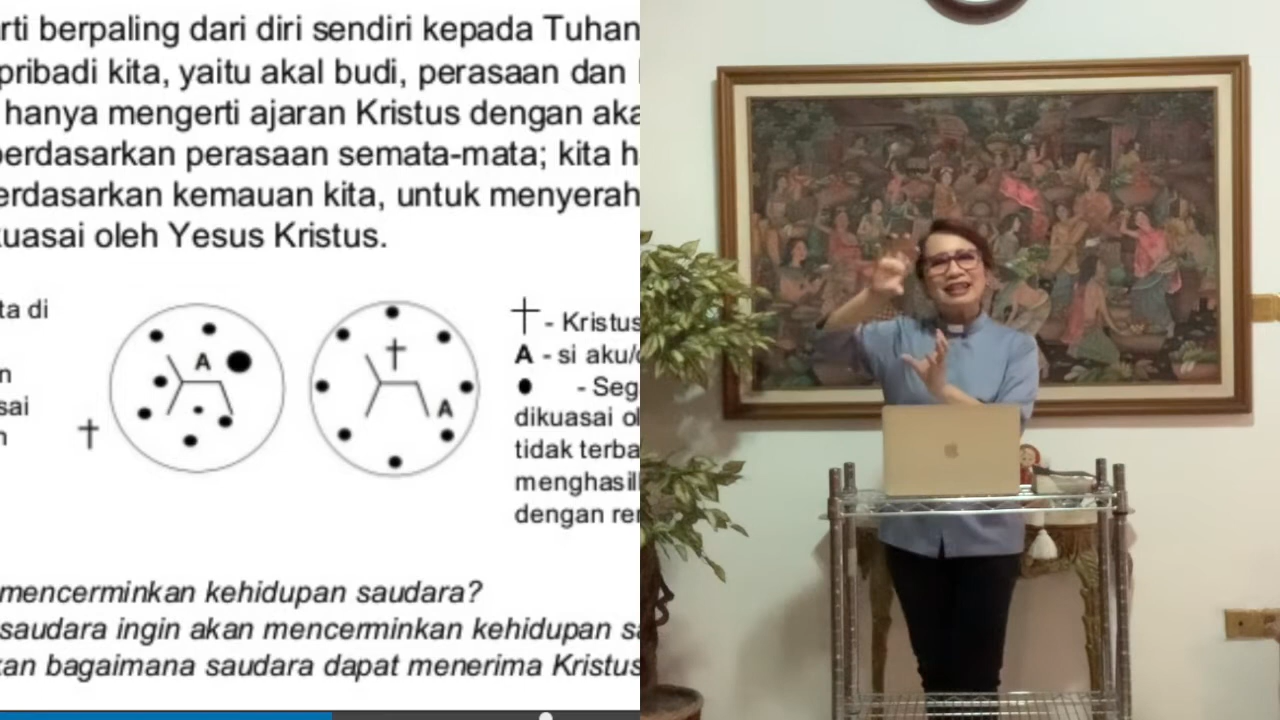 rti berpaling dari diri sendiri kepada Tuhan
pribadi kita, yaitu akal budi, perasaan dan
hanya mengerti ajaran Kristus dengan aka
berdasarkan perasaan semata-mata; kita h
erdasarkan kemauan kita, untuk menyerah
kuasai oleh Yesus Kristus.
ta di
n
sai
n
A
A
- Kristus
A - si aku/
- Seg
dikuasai ol
tidak terba
menghasil
dengan re
mencerminkan kehidupan saudara?
saudara ingin akan mencerminkan kehidupan s
kan bagaimana saudara dapat menerima Kristus